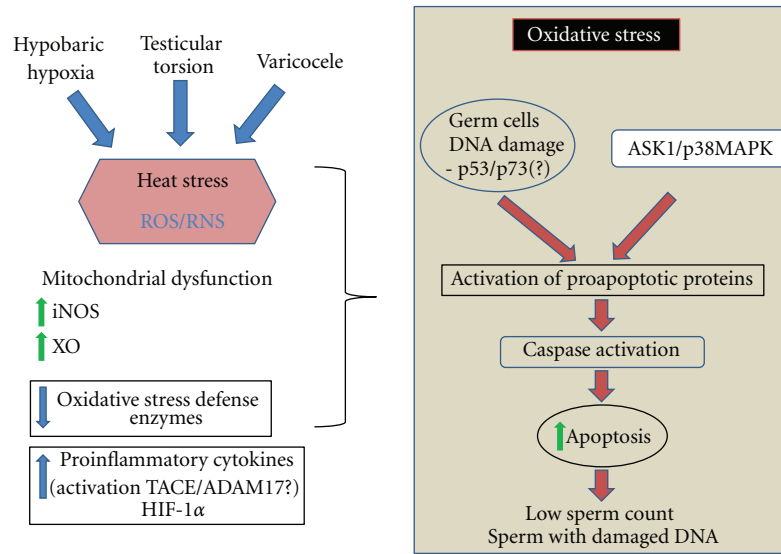 Hypobaric
hypoxia
Testicular
torsion
Varicocele
Heat stress
ROS/RNS
Mitochondrial dysfunction
iNOS
XO
Oxidative stress defense
enzymes
Proinflammatory cytokines
(activation TACE/ADAM17?)
HIF-1α
Oxidative stress
Germ cells
DNA damage
- p53/p73(?)
ASK1/p38MAPK
Activation of proapoptotic proteins
Caspase activation
Apoptosis
Low sperm count
Sperm with damaged DNA